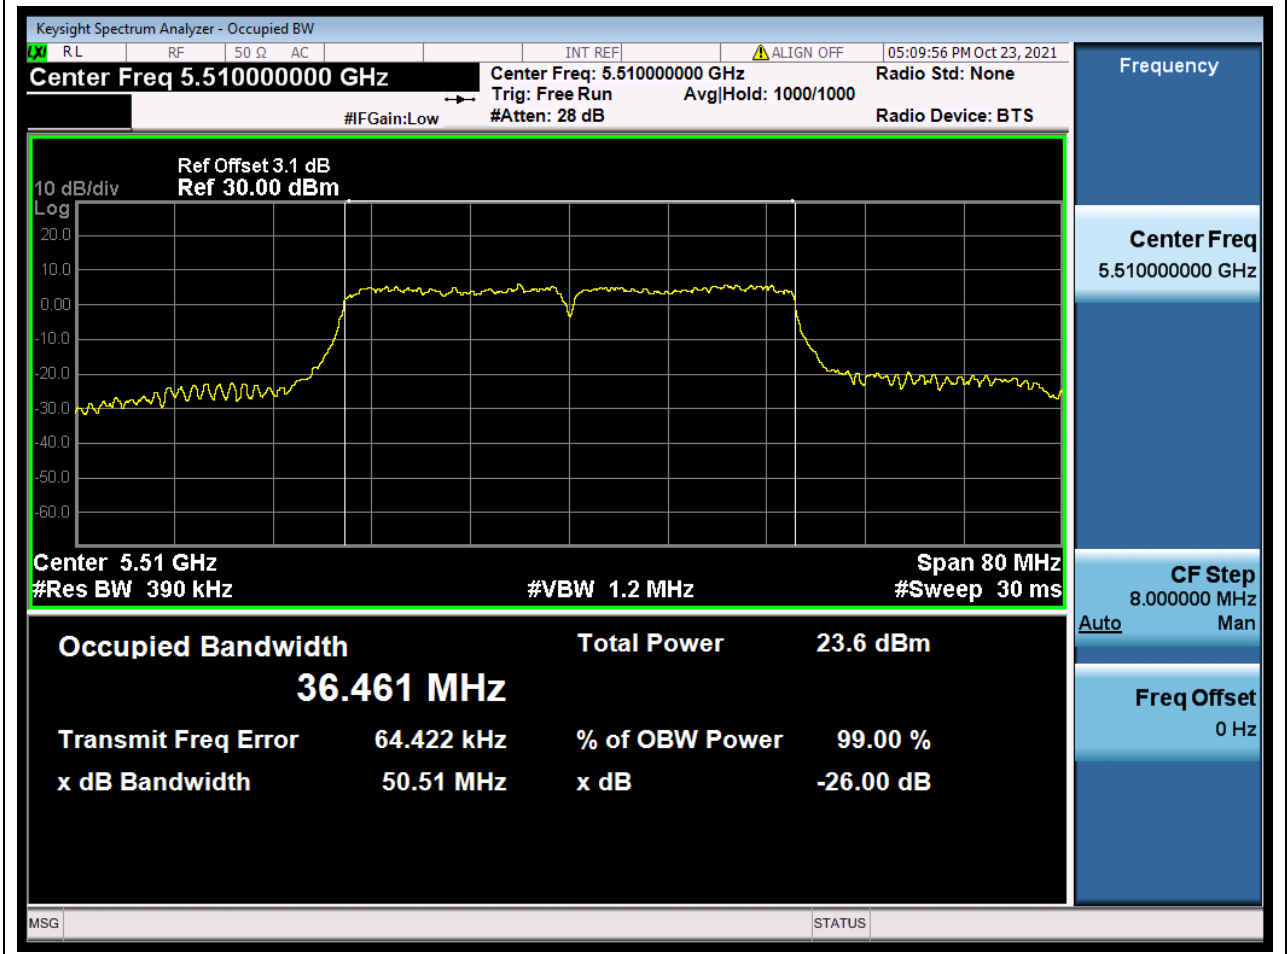 Keysight Spectrum Analyzer - Occupied BW
LXI RL RF 50 Ω AC INT REF ALIGN OFF 05:09:56 PM Oct 23, 2021
Center Freq 5.510000000 GHz Center Freq: 5.510000000 GHz Radio Std: None
Trig: Free Run Avg|Hold: 1000/1000
#IFGain:Low #Atten: 28 dB Radio Device: BTS
Ref Offset 3.1 dB
10 dB/div Ref 30.00 dBm
Log
20.0
10.0
0.00
-10.0
-20.0
-30.0
-40.0
-50.0
-60.0
Center 5.51 GHz Span 80 MHz
#Res BW 390 kHz #VBW 1.2 MHz #Sweep 30 ms
Occupied Bandwidth Total Power 23.6 dBm
36.461 MHz
Transmit Freq Error 64.422 kHz % of OBW Power 99.00 %
x dB Bandwidth 50.51 MHz x dB -26.00 dB
MSG STATUS
Frequency
Center Freq
5.510000000 GHz
CF Step
8.000000 MHz
Auto Man
Freq Offset
0 Hz